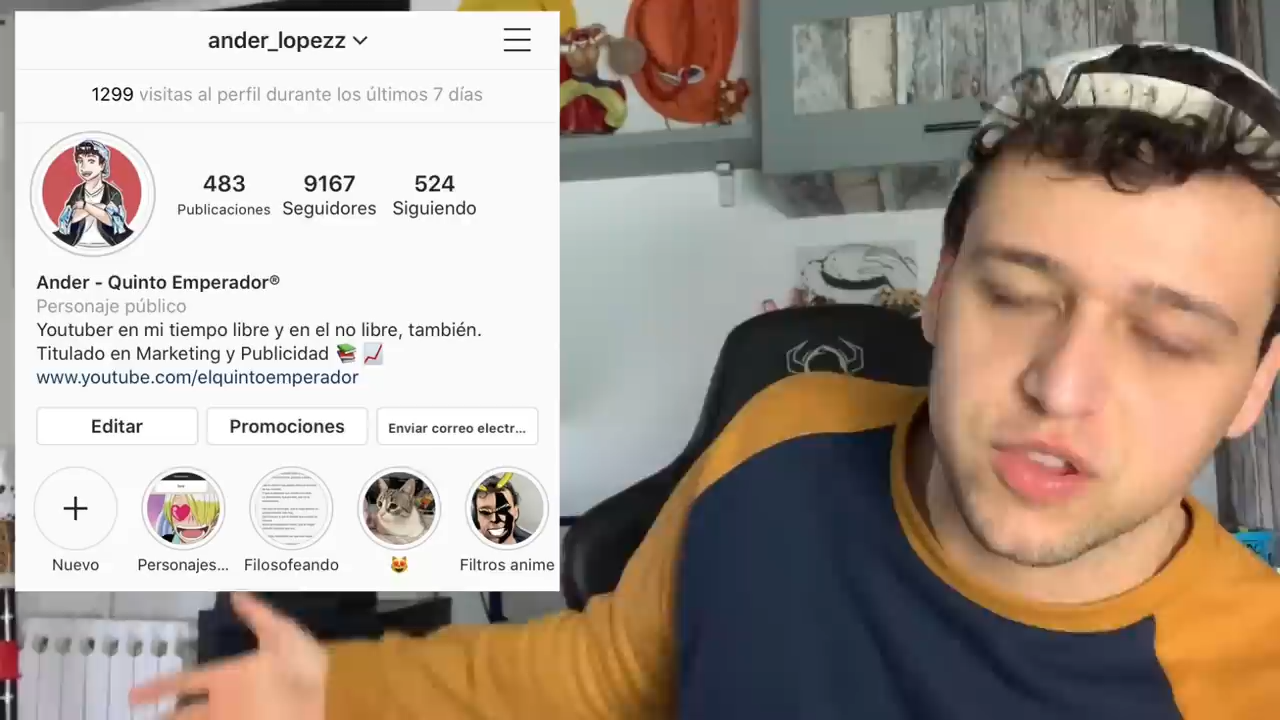 ander_lopezz
1299 visitas al perfil durante los últimos 7 días
483 9167 524
Publicaciones Seguidores Siguiendo
Ander - Quinto Emperador®
Personaje público
Youtuber en mi tiempo libre y en el no libre, también.
Titulado en Marketing y Publicidad 📚 📈
www.youtube.com/elquintoemperador
Editar Promociones Enviar correo electr...
Nuevo Personajes... Filosofeando 😻 Filtros anime